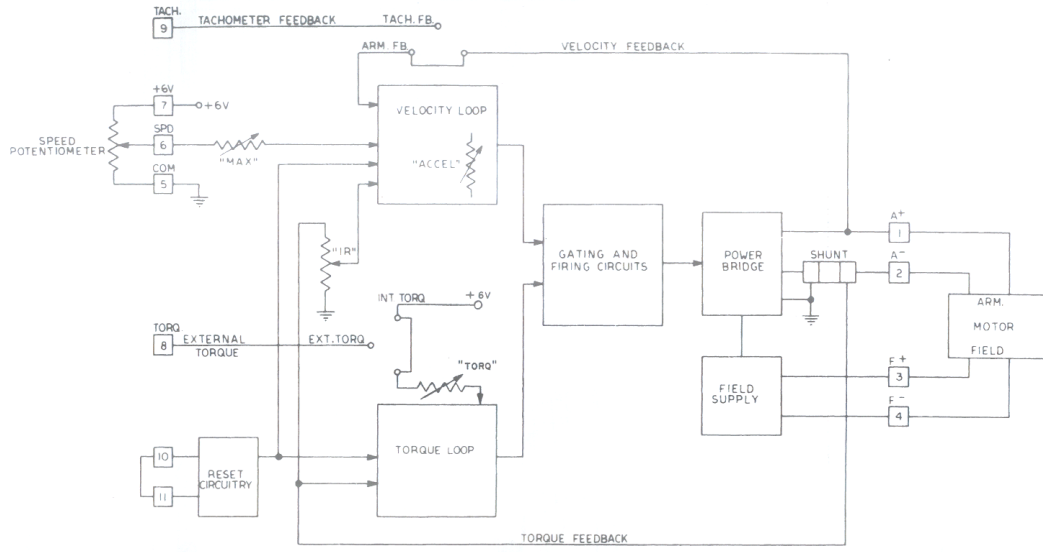 TACH.
9
TACHOMETER FEEDBACK
TACH. FB.
ARM. FB.
VELOCITY FEEDBACK
+6V
7
+6V
SPEED
POTENTIOMETER
SPD
6
"MAX"
COM
5
VELOCITY LOOP
"ACCEL"
"IR"
GATING AND
FIRING CIRCUITS
POWER
BRIDGE
SHUNT
A+
1
A-
2
ARM.
MOTOR
FIELD
INT TORQ
+6V
TORQ.
8
EXTERNAL
TORQUE
EXT. TORQ.
"TORQ"
FIELD
SUPPLY
F+
3
F-
4
TORQUE LOOP
10
11
RESET
CIRCUITRY
TORQUE FEEDBACK